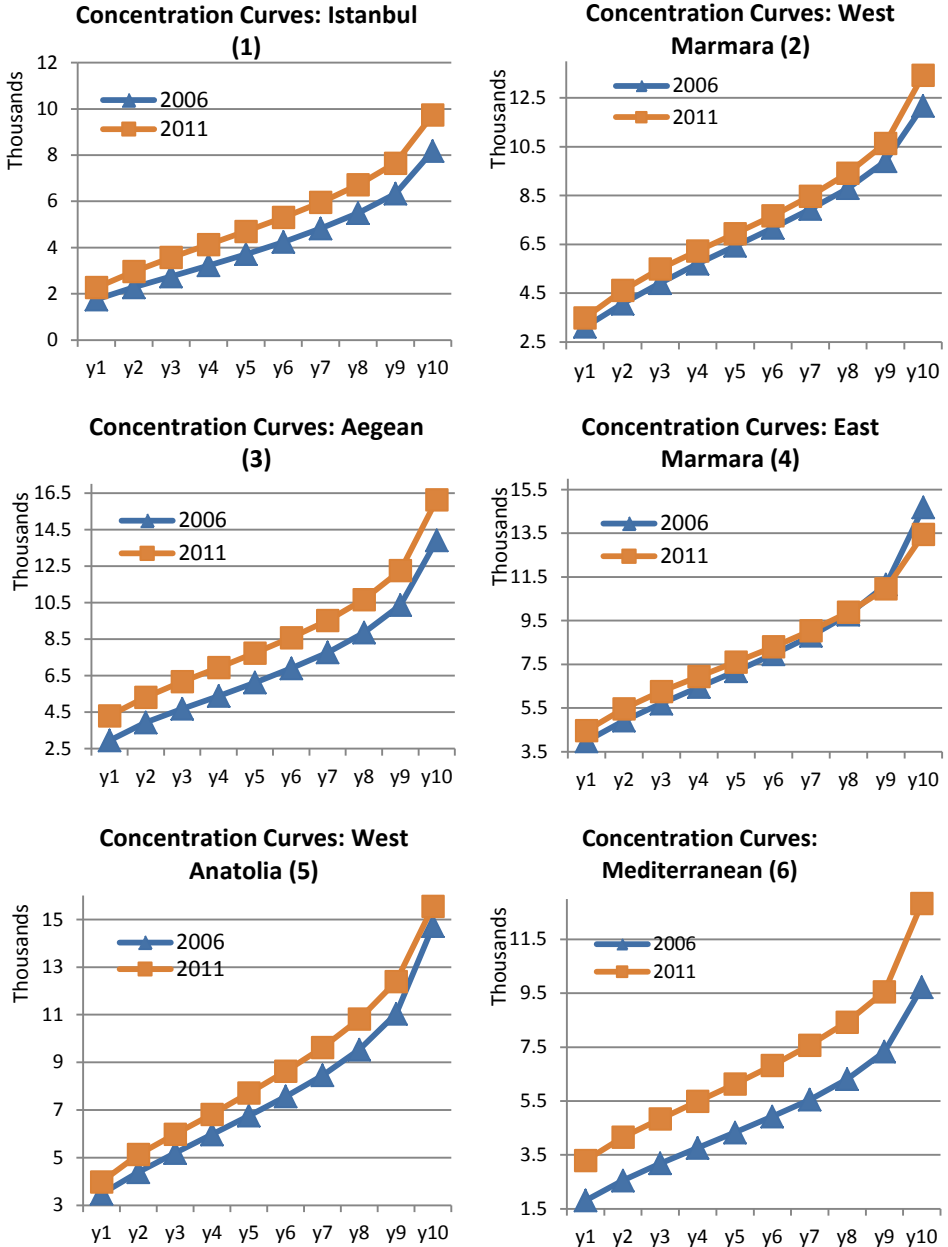 Concentration Curves: Istanbul
(1)
Thousands
12
10
8
6
4
2
0
2006
2011
y1 y2 y3 y4 y5 y6 y7 y8 y9 y10
Concentration Curves: West
Marmara (2)
Thousands
12.5
10.5
8.5
6.5
4.5
2.5
2006
2011
y1 y2 y3 y4 y5 y6 y7 y8 y9 y10
Concentration Curves: Aegean
(3)
Thousands
16.5
14.5
12.5
10.5
8.5
6.5
4.5
2.5
2006
2011
y1 y2 y3 y4 y5 y6 y7 y8 y9 y10
Concentration Curves: East
Marmara (4)
Thousands
15.5
13.5
11.5
9.5
7.5
5.5
3.5
2006
2011
y1 y2 y3 y4 y5 y6 y7 y8 y9 y10
Concentration Curves: West
Anatolia (5)
Thousands
15
13
11
9
7
5
3
2006
2011
y1 y2 y3 y4 y5 y6 y7 y8 y9 y10
Concentration Curves:
Mediterranean (6)
Thousands
11.5
9.5
7.5
5.5
3.5
1.5
2006
2011
y1 y2 y3 y4 y5 y6 y7 y8 y9 y10